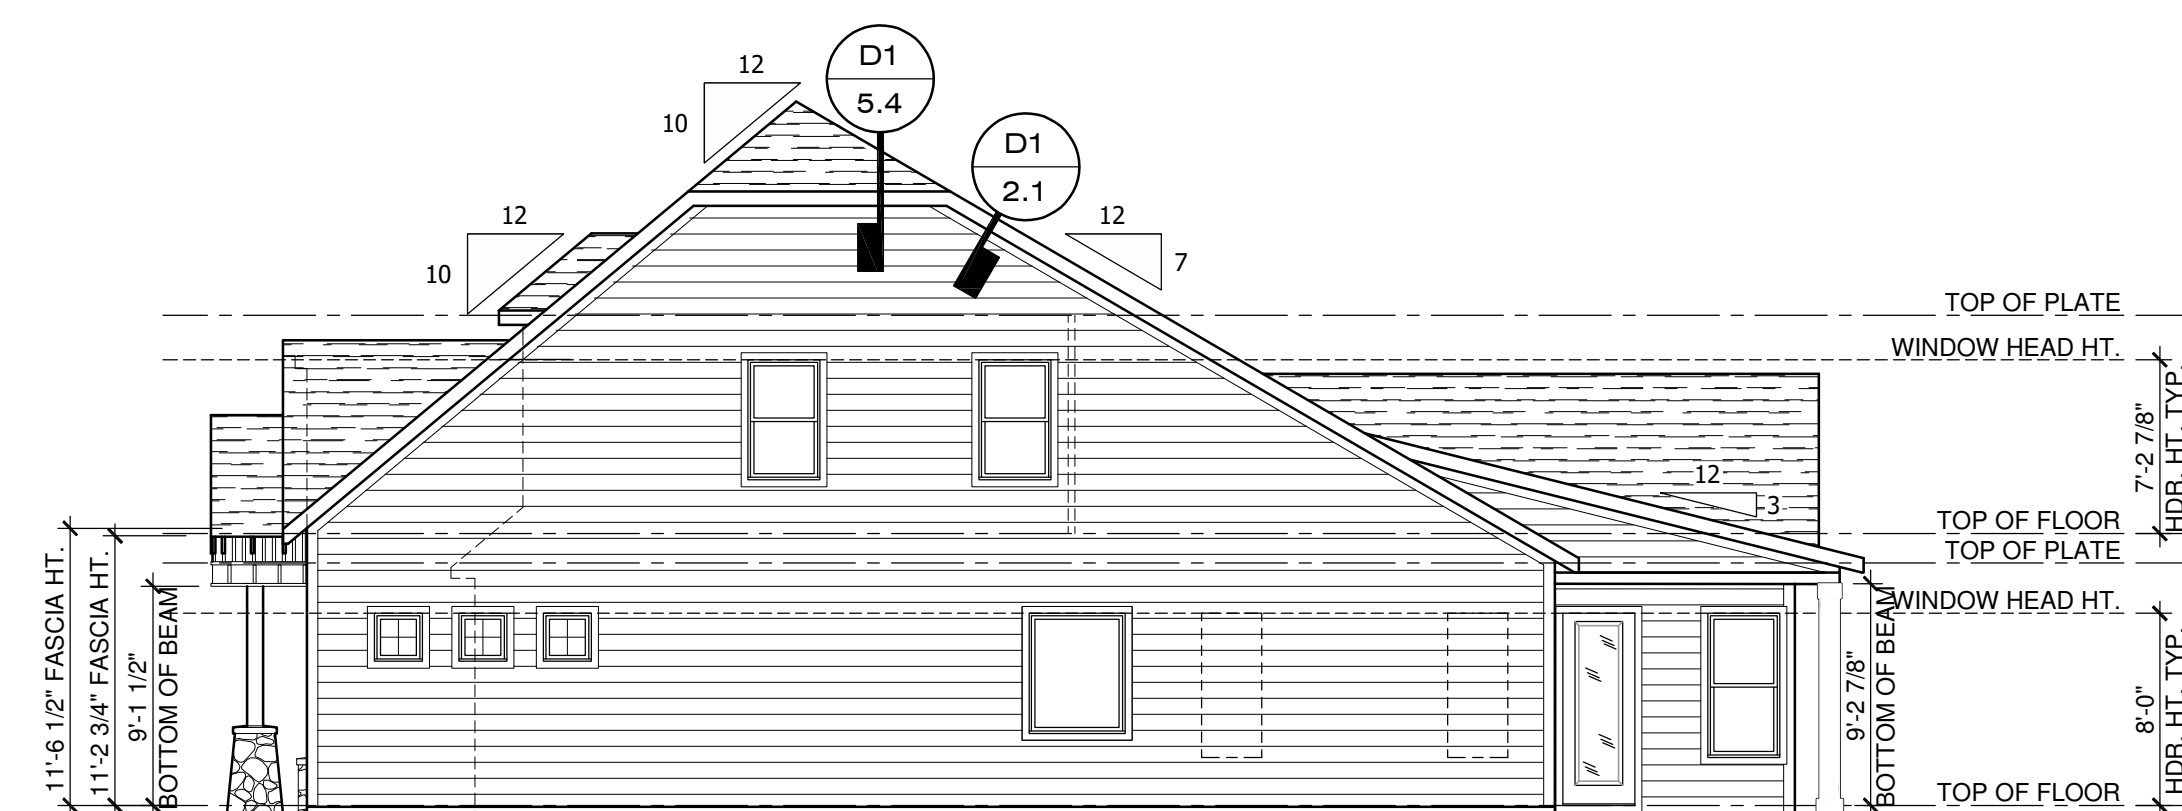 12
10
D1
5.4
D1
2.1
12
10
12
7
TOP OF PLATE
WINDOW HEAD HT.
7'-2 7/8"
HDR. HT. TYP.
12
3
TOP OF FLOOR
TOP OF PLATE
WINDOW HEAD HT.
11'-6 1/2" FASCIA HT.
11'-2 3/4" FASCIA HT.
9'-1 1/2"
BOTTOM OF BEAM
9'-2 7/8"
BOTTOM OF BEAM
8'-0"
HDR. HT. TYP.
TOP OF FLOOR